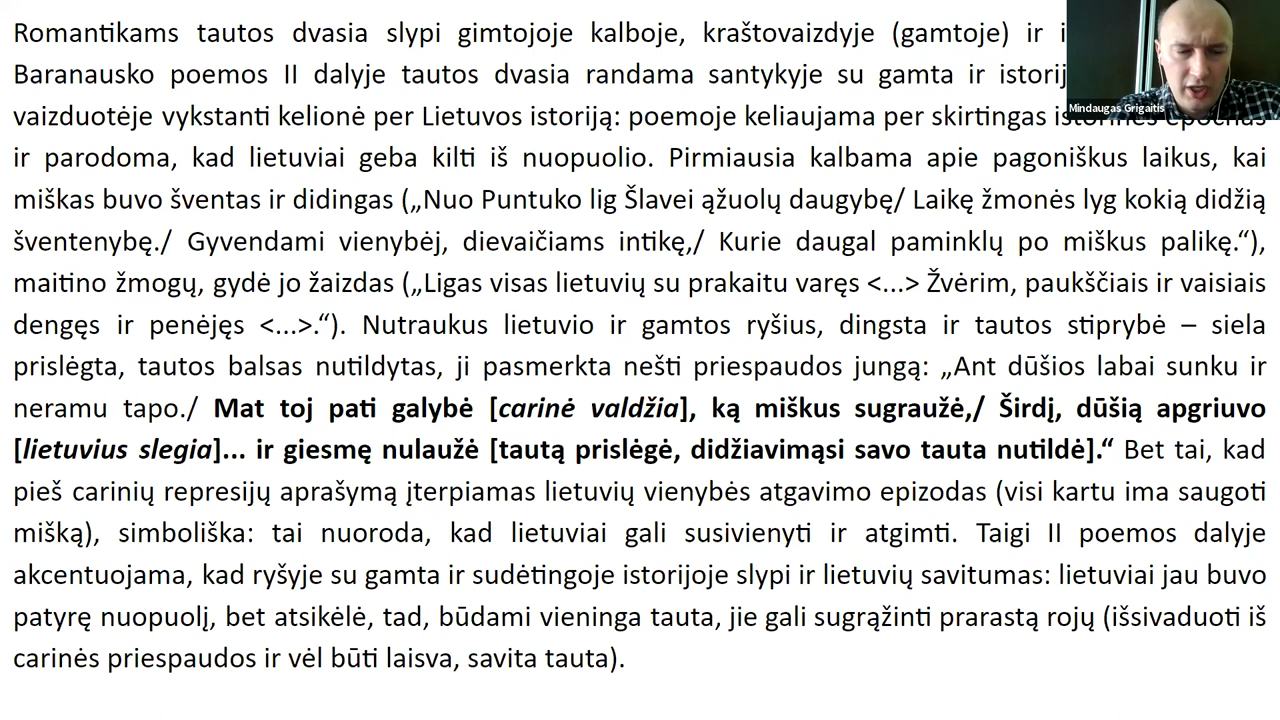 Romantikams tautos dvasia slypi gimtojoje kalboje, kraštovaizdyje (gamtoje) ir
Baranausko poemos II dalyje tautos dvasia randama santykyje su gamta ir
vaizduotėje vykstanti kelionė per Lietuvos istoriją: poemoje keliaujama per skirtingas istorines epochas
ir parodoma, kad lietuviai geba kilti iš nuopuolio. Pirmiausia kalbama apie pagoniškus laikus, kai
miškas buvo šventas ir didingas („Nuo Puntuko lig Šlavei ąžuolų daugybę/ Laikę žmonės lyg kokią didžią
šventenybę./ Gyvendami vienybėj, dievaičiams intikę,/ Kurie daugal paminklų po miškus palikę.“),
maitino žmogų, gydė jo žaizdas („Ligas visas lietuvių su prakaitu varęs <...> Žvėrim, paukščiais ir vaisiais
dengęs ir penėjęs <...>.“). Nutraukus lietuvio ir gamtos ryšius, dingsta ir tautos stiprybė – siela
prislėgta, tautos balsas nutildytas, ji pasmerkta nešti priespaudos jungą: „Ant dūšios labai sunku ir
neramu tapo./ Mat toj pati galybė [carinė valdžia], ką miškus sugraužė,/ Širdį, dūšią apgriuvo
[lietuvius slegia]... ir giesmę nulaužė [tautą prislėgė, didžiavimąsi savo tauta nutildė].“ Bet tai, kad
pieš carinių represijų aprašymą įterpiamas lietuvių vienybės atgavimo epizodas (visi kartu ima saugoti
mišką), simboliška: tai nuoroda, kad lietuviai gali susivienyti ir atgimti. Taigi II poemos dalyje
akcentuojama, kad ryšyje su gamta ir sudėtingoje istorijoje slypi ir lietuvių savitumas: lietuviai jau buvo
patyrę nuopuolį, bet atsikėlė, tad, būdami vieninga tauta, jie gali sugrąžinti prarastą rojų (išsivaduoti iš
carinės priespaudos ir vėl būti laisva, savita tauta).
Mindaugas Grigaitis